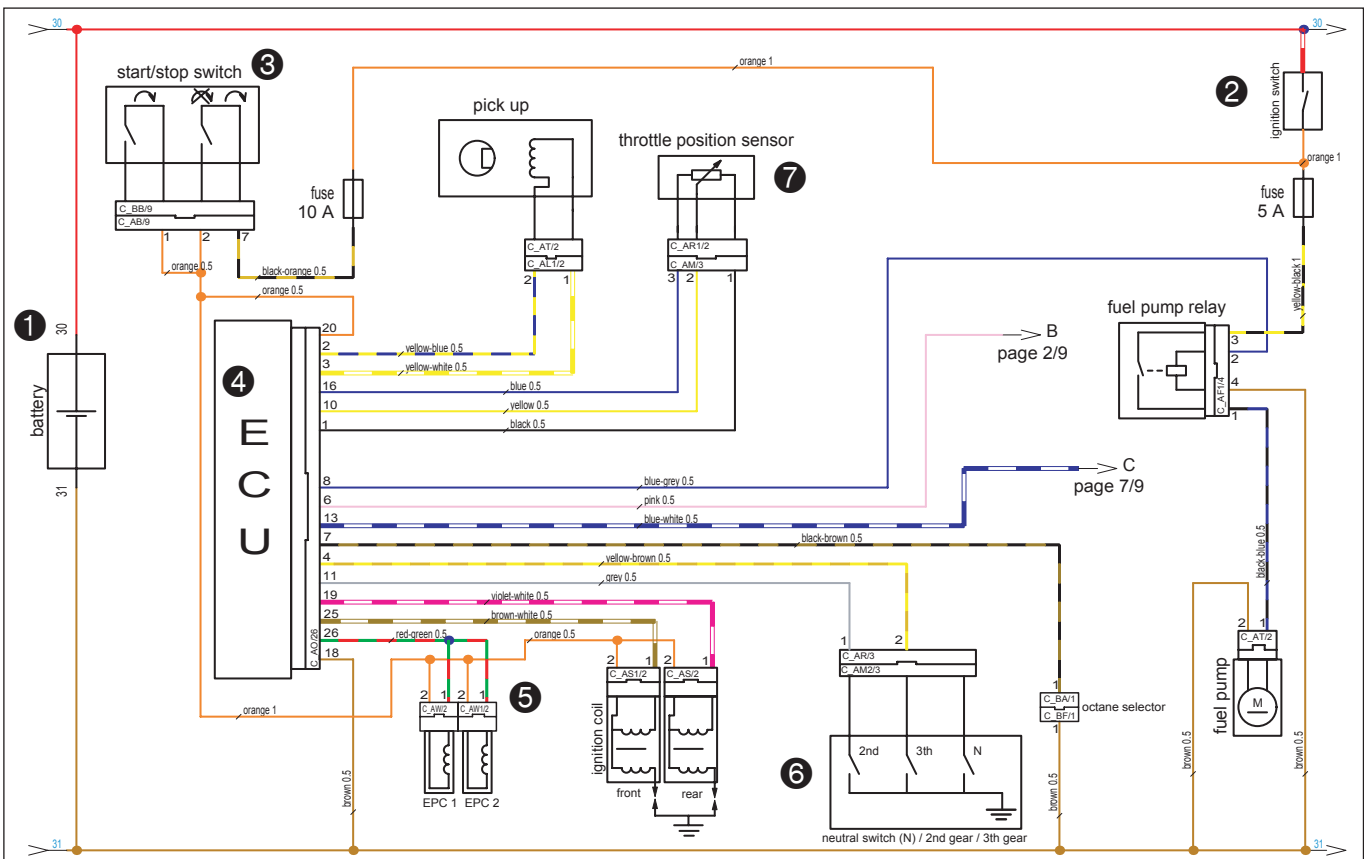 30
30
start/stop switch 3
orange 1
pick up
throttle position sensor
7
2
ignition switch
orange 1
fuse
10 A
fuse
5 A
C_BB/9
C_AB/9
1 2 7
orange 0.5
black-orange 0.5
orange 0.5
C_AT/2
C_AL1/2
2 1
C_AR1/2
C_AM/3
3 2 1
yellow-black 1
fuel pump relay
3
2
4
1
C_AF1/4
1
30
battery
31
4
ECU
C_AO/26
20
2 yellow-blue 0.5
3 yellow-white 0.5
16 blue 0.5
10 yellow 0.5
1 black 0.5
B
page 2/9
8 blue-grey 0.5
6 pink 0.5
13 blue-white 0.5
C
page 7/9
7 black-brown 0.5
4 yellow-brown 0.5
11 grey 0.5
19 violet-white 0.5
25 brown-white 0.5
26 red-green 0.5
orange 0.5
18
black-blue 0.5
orange 1
2 1 2 1
C_AW/2 C_AW1/2
5
EPC 1 EPC 2
2 1 2 1
C_AS1/2 C_AS/2
ignition coil
front rear
1 2
C_AR/3
C_AM2/3
2nd 3th N
6
neutral switch (N) / 2nd gear / 3th gear
1
C_BA/1
C_BF/1
1
octane selector
2 1
C_AT/2
M
fuel pump
brown 0.5
brown 0.5
brown 0.5
brown 0.5
31
31